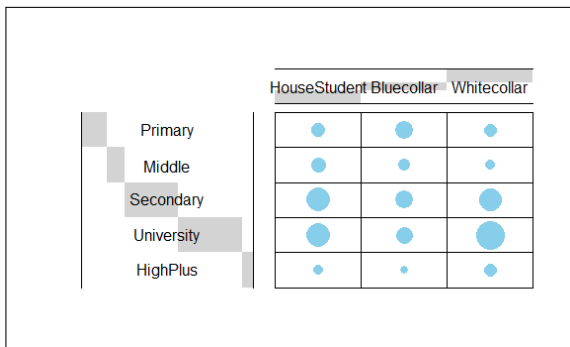 HouseStudent Bluecollar Whitecollar
Primary
Middle
Secondary
University
HighPlus